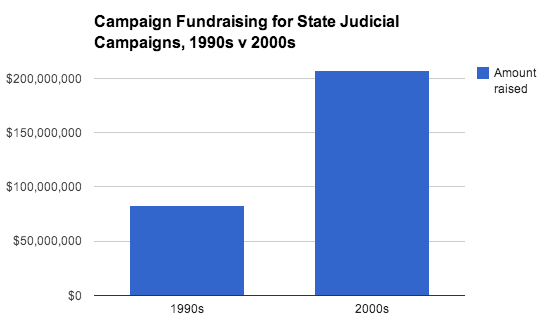 Campaign Fundraising for State Judicial
Campaigns, 1990s v 2000s
$200,000,000
$150,000,000
$100,000,000
$50,000,000
$0
1990s
2000s
Amount
raised